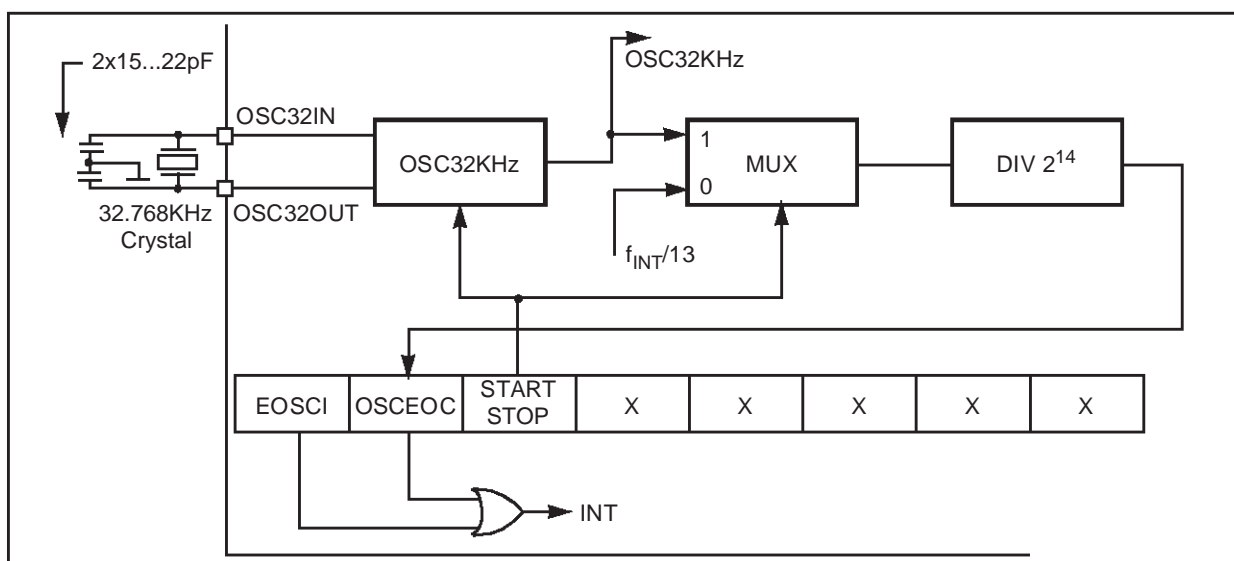 2x15...22pF
OSC32KHz
OSC32IN
OSC32KHz
1
MUX
0
DIV 2¹⁴
OSC32OUT
32.768KHz
Crystal
fINT/13
EOSCI
OSCEOC
START
STOP
X
X
X
X
X
INT